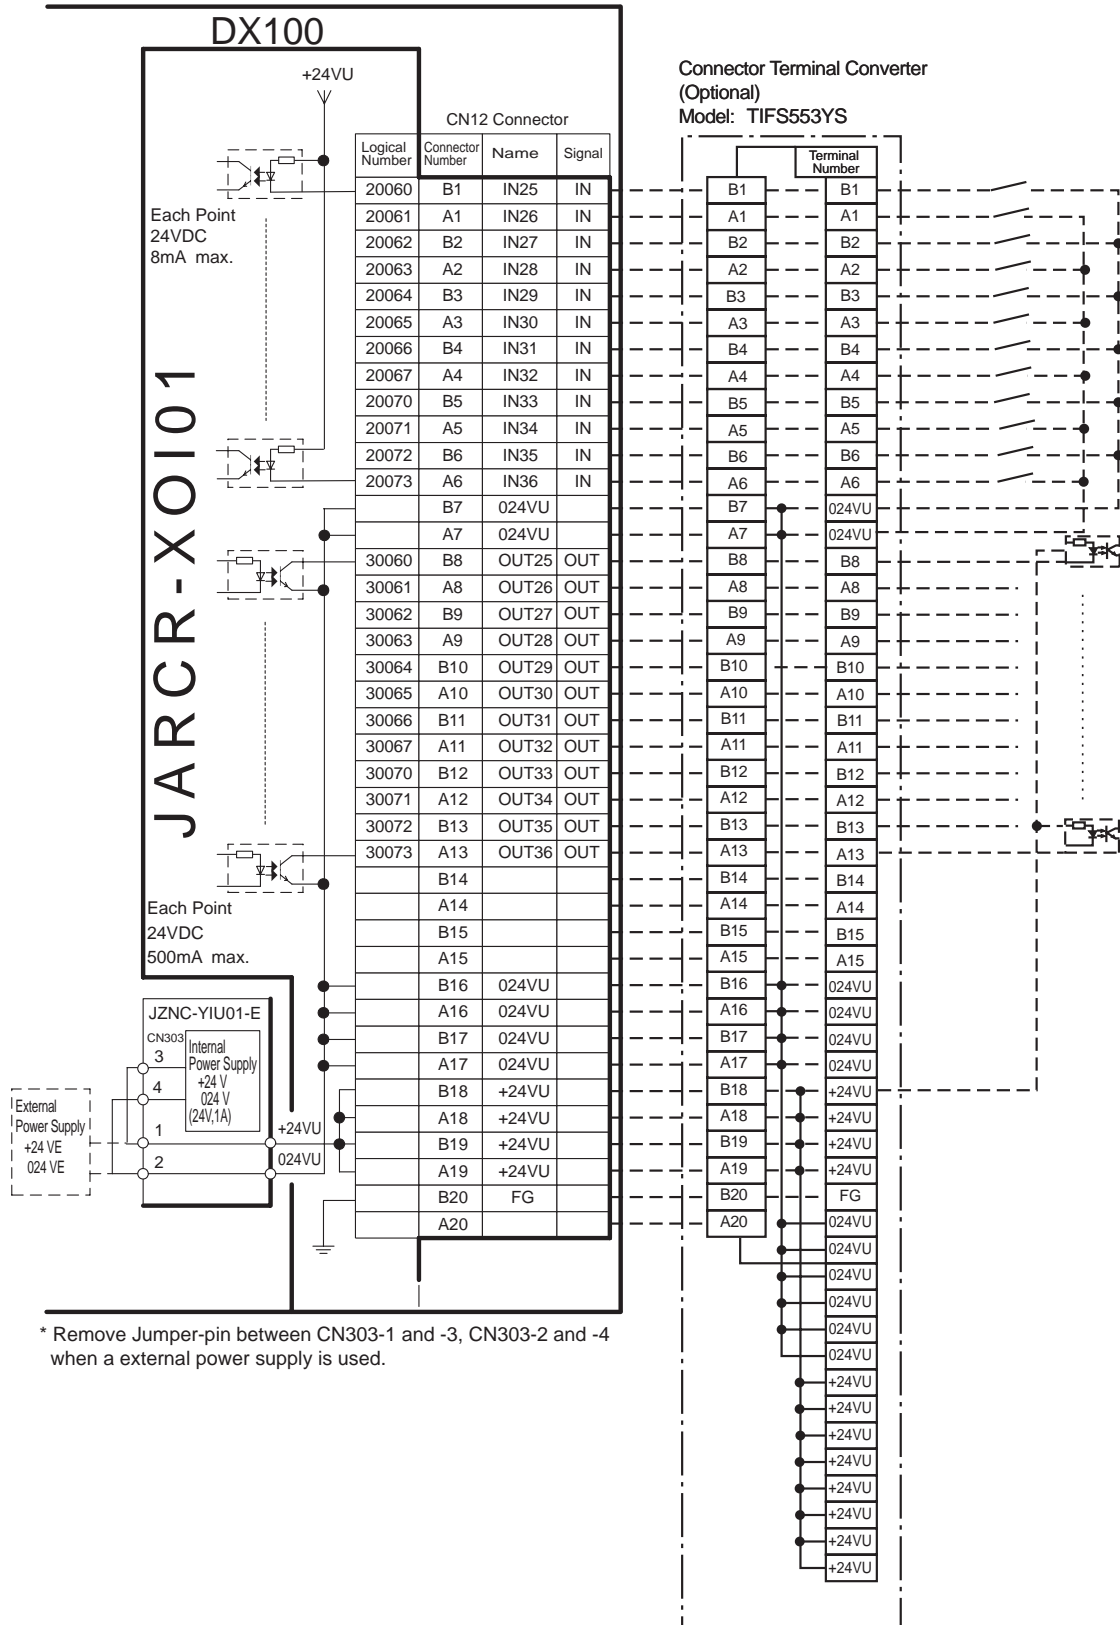 DX100
+24VU
Connector Terminal Converter
(Optional)
Model: TIFS553YS
CN12 Connector
Logical Number Connector Number Name Signal
Terminal Number
20060 B1 IN25 IN B1 B1
20061 A1 IN26 IN A1 A1
20062 B2 IN27 IN B2 B2
20063 A2 IN28 IN A2 A2
20064 B3 IN29 IN B3 B3
20065 A3 IN30 IN A3 A3
20066 B4 IN31 IN B4 B4
20067 A4 IN32 IN A4 A4
20070 B5 IN33 IN B5 B5
20071 A5 IN34 IN A5 A5
20072 B6 IN35 IN B6 B6
20073 A6 IN36 IN A6 A6
B7 024VU B7 024VU
A7 024VU A7 024VU
30060 B8 OUT25 OUT B8 B8
30061 A8 OUT26 OUT A8 A8
30062 B9 OUT27 OUT B9 B9
30063 A9 OUT28 OUT A9 A9
30064 B10 OUT29 OUT B10 B10
30065 A10 OUT30 OUT A10 A10
30066 B11 OUT31 OUT B11 B11
30067 A11 OUT32 OUT A11 A11
30070 B12 OUT33 OUT B12 B12
30071 A12 OUT34 OUT A12 A12
30072 B13 OUT35 OUT B13 B13
30073 A13 OUT36 OUT A13 A13
B14 B14 B14
A14 A14 A14
B15 B15 B15
A15 A15 A15
B16 024VU B16 024VU
A16 024VU A16 024VU
B17 024VU B17 024VU
A17 024VU A17 024VU
B18 +24VU B18 +24VU
A18 +24VU A18 +24VU
B19 +24VU B19 +24VU
A19 +24VU A19 +24VU
B20 FG B20 FG
A20 A20 024VU
024VU
024VU
024VU
024VU
024VU
+24VU
+24VU
+24VU
+24VU
+24VU
+24VU
+24VU
+24VU
Each Point
24VDC
8mA max.
JARCR-XOI01
Each Point
24VDC
500mA max.
JZNC-YIU01-E
CN303
3
4
1
2
Internal
Power Supply
+24 V
024 V
(24V,1A)
External
Power Supply
+24 VE
024 VE
+24VU
024VU
* Remove Jumper-pin between CN303-1 and -3, CN303-2 and -4
when a external power supply is used.